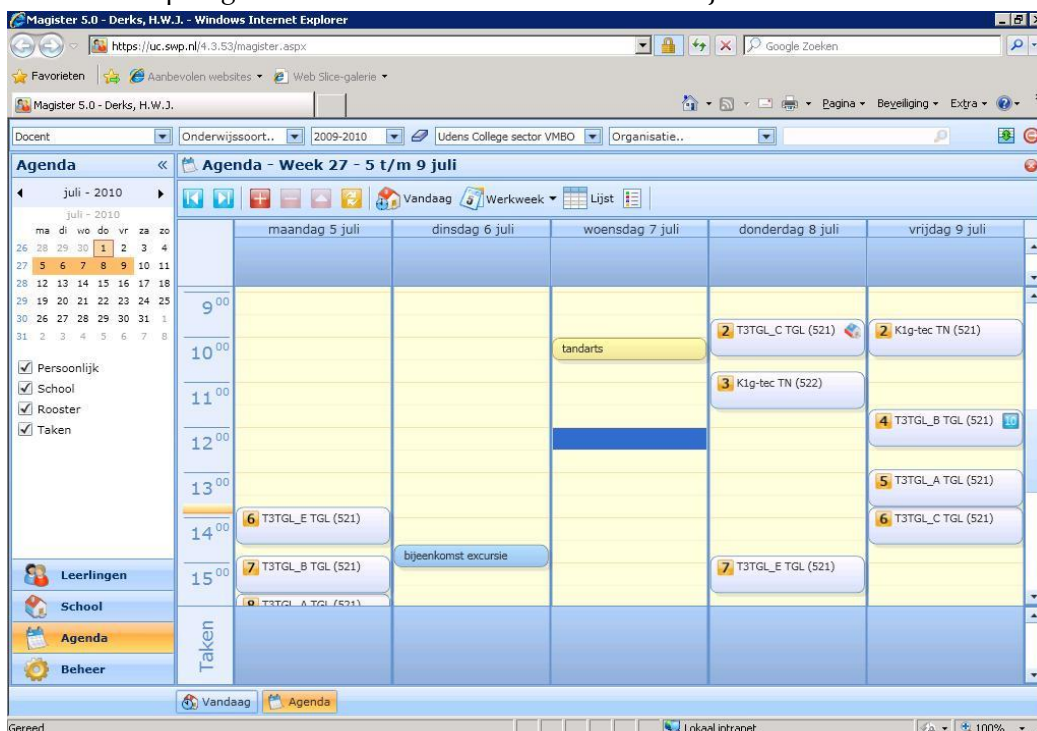 Magister 5.0 - Derks, H.W.J. - Windows Internet Explorer
https://uc.swp.nl/4.3.53/magister.aspx
Google Zoeken
Favorieten Aanbevolen websites Web Slice-galerie
Magister 5.0 - Derks, H.W.J.
Pagina Beveiliging Extra
Docent Onderwijssoort.. 2009-2010 Udens College sector VMBO Organisatie..
Agenda «
Agenda - Week 27 - 5 t/m 9 juli
juli - 2010
Vandaag Werkweek Lijst
juli - 2010
ma di wo do vr za zo
26 28 29 30 1 2 3 4
27 5 6 7 8 9 10 11
28 12 13 14 15 16 17 18
29 19 20 21 22 23 24 25
30 26 27 28 29 30 31 1
31 2 3 4 5 6 7 8
Persoonlijk
School
Rooster
Taken
Leerlingen
School
Agenda
Beheer
maandag 5 juli dinsdag 6 juli woensdag 7 juli donderdag 8 juli vrijdag 9 juli
9 00
2 T3TGL_C TGL (521) 2 K1g-tec TN (521)
10 00
tandarts
3 K1g-tec TN (522)
11 00
4 T3TGL_B TGL (521) 10
12 00
5 T3TGL_A TGL (521)
13 00
6 T3TGL_E TGL (521) 6 T3TGL_C TGL (521)
14 00
bijeenkomst excursie
7 T3TGL_B TGL (521) 7 T3TGL_E TGL (521)
15 00
8 T3TGL_A TGL (521)
Taken
Vandaag Agenda
Gereed Lokaal intranet 100%